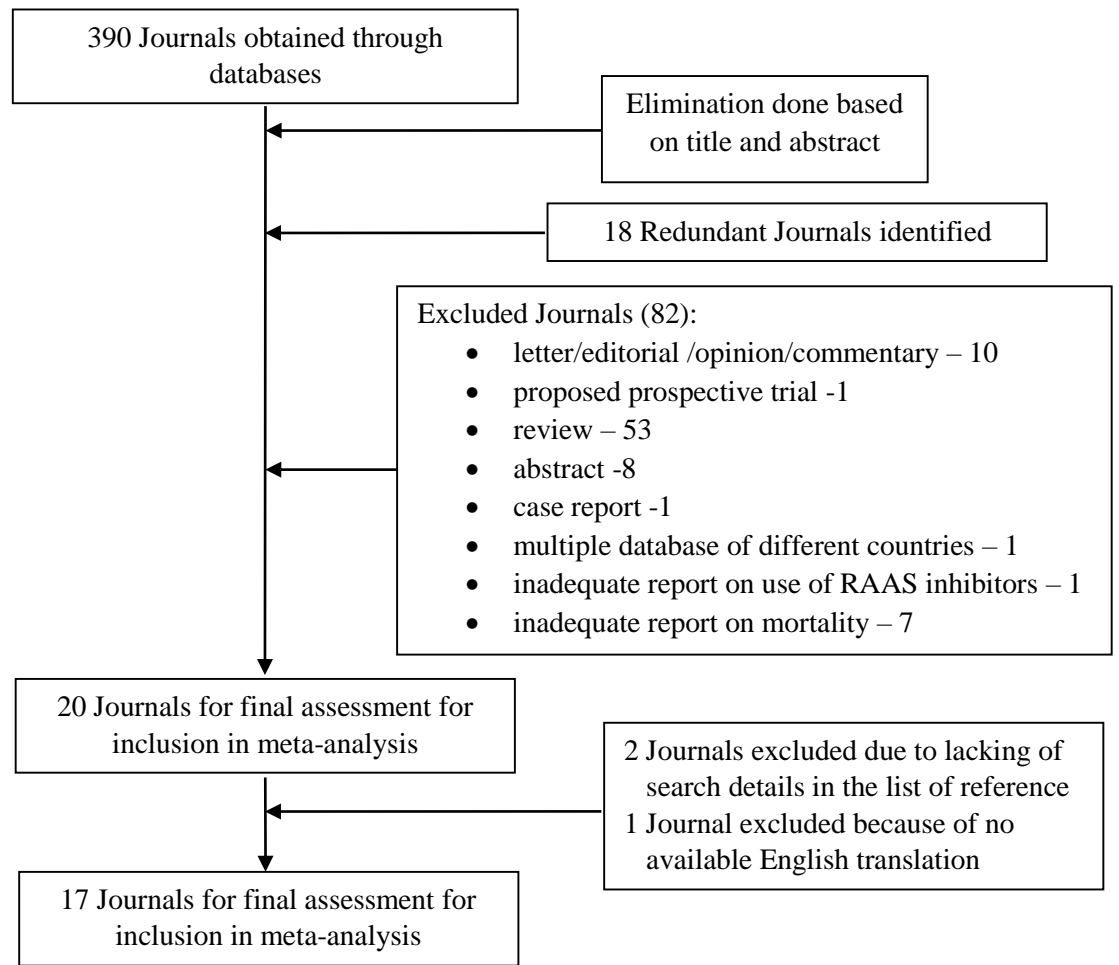 390 Journals obtained through
databases
Elimination done based
on title and abstract
18 Redundant Journals identified
Excluded Journals (82):
• letter/editorial /opinion/commentary – 10
• proposed prospective trial -1
• review – 53
• abstract -8
• case report -1
• multiple database of different countries – 1
• inadequate report on use of RAAS inhibitors – 1
• inadequate report on mortality – 7
20 Journals for final assessment for
inclusion in meta-analysis
2 Journals excluded due to lacking of
search details in the list of reference
1 Journal excluded because of no
available English translation
17 Journals for final assessment for
inclusion in meta-analysis